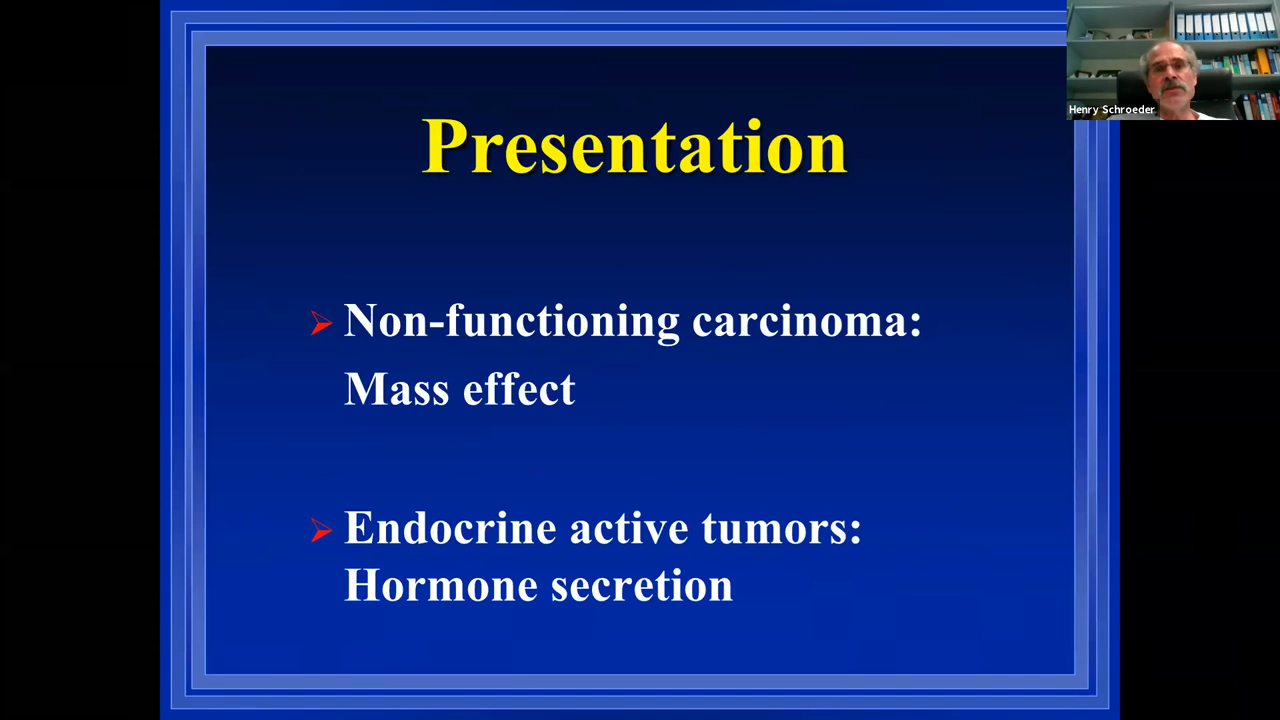 Henry Schroeder
Presentation
Non-functioning carcinoma:
Mass effect
Endocrine active tumors:
Hormone secretion